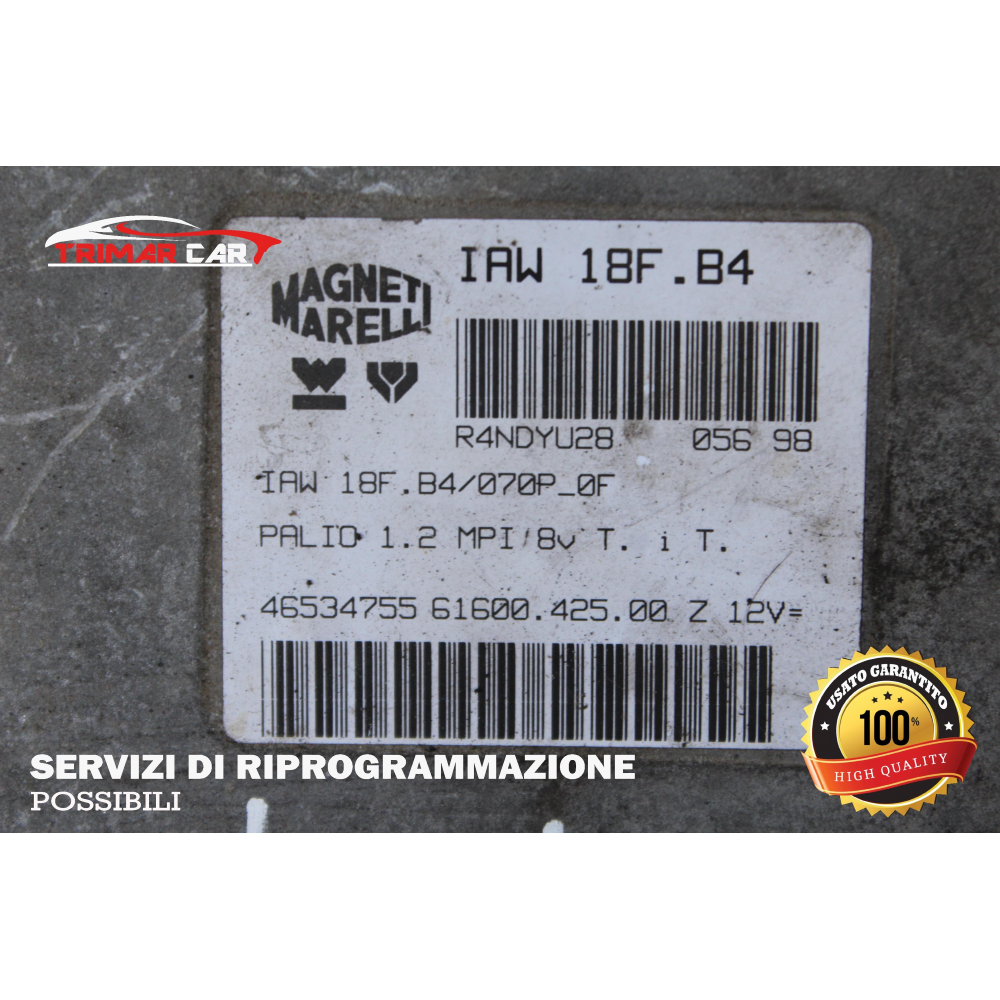 TRIMAR CAR
IAW 18F.B4
MAGNETI
MARELLI
R4NDYU28 056 98
IAW 18F.B4/070P_0F
PALIO 1.2 MPI/8v T. i T.
46534755 61600.425.00 Z 12V=
USATO GARANTITO
100%
HIGH QUALITY
SERVIZI DI RIPROGRAMMAZIONE
POSSIBILI